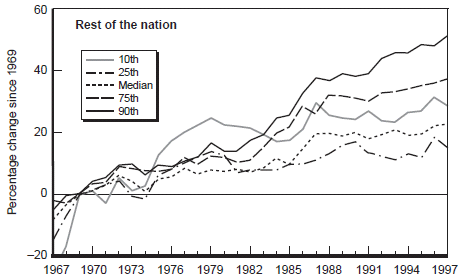 Rest of the nation
10th
25th
Median
75th
90th
Percentage change since 1969
60
40
20
0
–20
1967 1970 1973 1976 1979 1982 1985 1988 1991 1994 1997